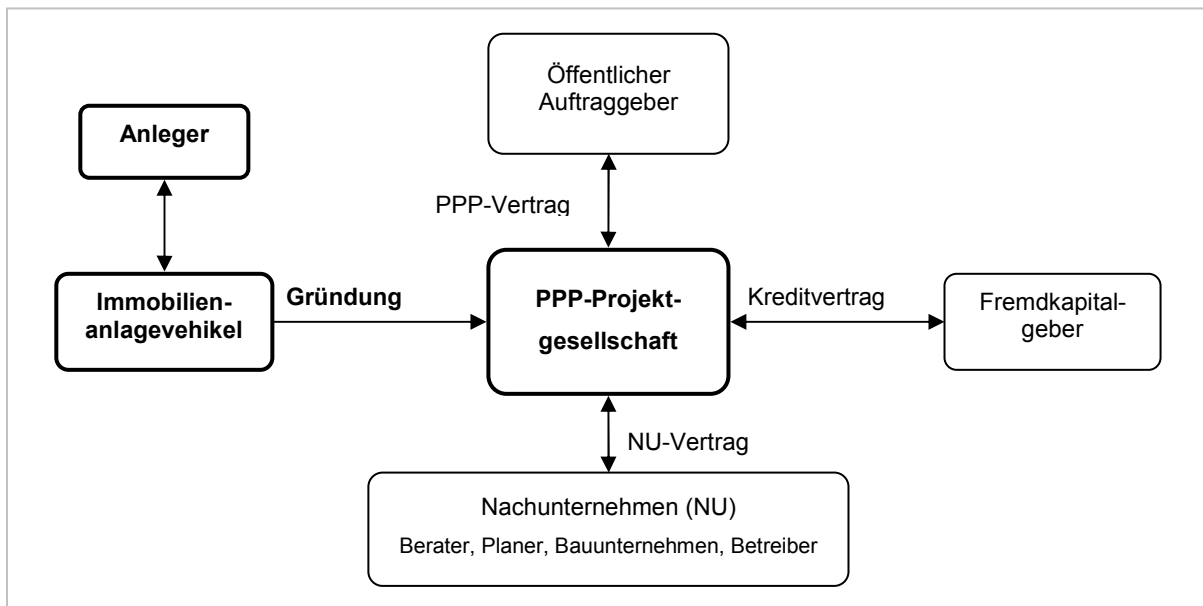 Öffentlicher
Auftraggeber
Anleger
PPP-Vertrag
Immobilien-
anlagevehikel
Gründung
PPP-Projekt-
gesellschaft
Kreditvertrag
Fremdkapital-
geber
NU-Vertrag
Nachunternehmen (NU)
Berater, Planer, Bauunternehmen, Betreiber